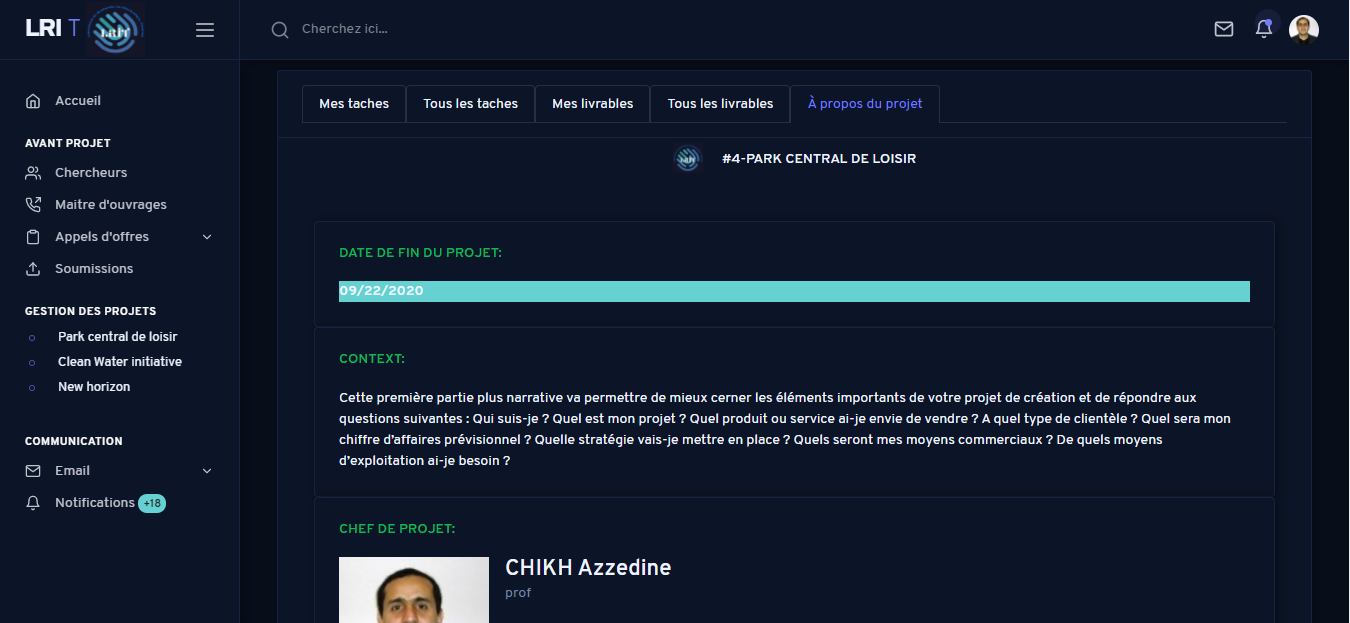 LRI T
LRIT
Cherchez ici...
Accueil
AVANT PROJET
Chercheurs
Maitre d'ouvrages
Appels d'offres
Soumissions
GESTION DES PROJETS
Park central de loisir
Clean Water initiative
New horizon
COMMUNICATION
Email
Notifications +18
Mes taches
Tous les taches
Mes livrables
Tous les livrables
À propos du projet
#4-PARK CENTRAL DE LOISIR
DATE DE FIN DU PROJET:
09/22/2020
CONTEXT:
Cette première partie plus narrative va permettre de mieux cerner les éléments importants de votre projet de création et de répondre aux
questions suivantes : Qui suis-je ? Quel est mon projet ? Quel produit ou service ai-je envie de vendre ? A quel type de clientèle ? Quel sera mon
chiffre d’affaires prévisionnel ? Quelle stratégie vais-je mettre en place ? Quels seront mes moyens commerciaux ? De quels moyens
d’exploitation ai-je besoin ?
CHEF DE PROJET:
CHIKH Azzedine
prof